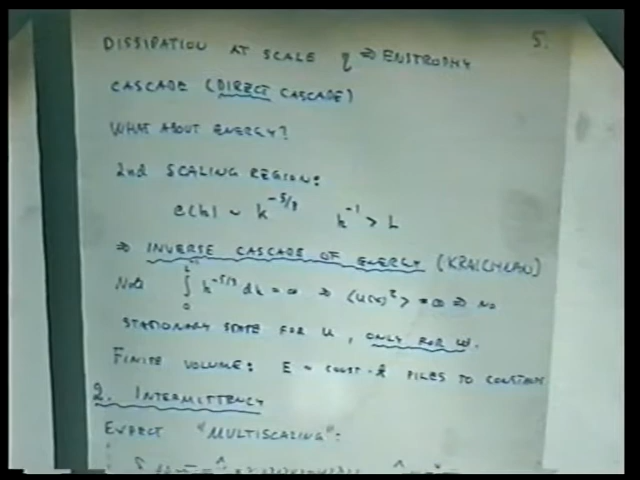 5.
DISSIPATION AT SCALE η ⇒ ENSTROPHY
CASCADE (DIRECT CASCADE)
WHAT ABOUT ENERGY?
2nd SCALING REGION:
e(k) ~ k^{-5/3} k^{-1} > L
⇒ INVERSE CASCADE OF ENERGY (KRAICHNAN)
Note ∫ k^{-5/3} dk = ∞ ⇒ <u(x)²> = ∞ ⇒ NO
STATIONARY STATE FOR u, ONLY FOR ω.
FINITE VOLUME: E ~ CONST · PILES TO CONSTANT
2. INTERMITTENCY
EXPECT "MULTISCALING":